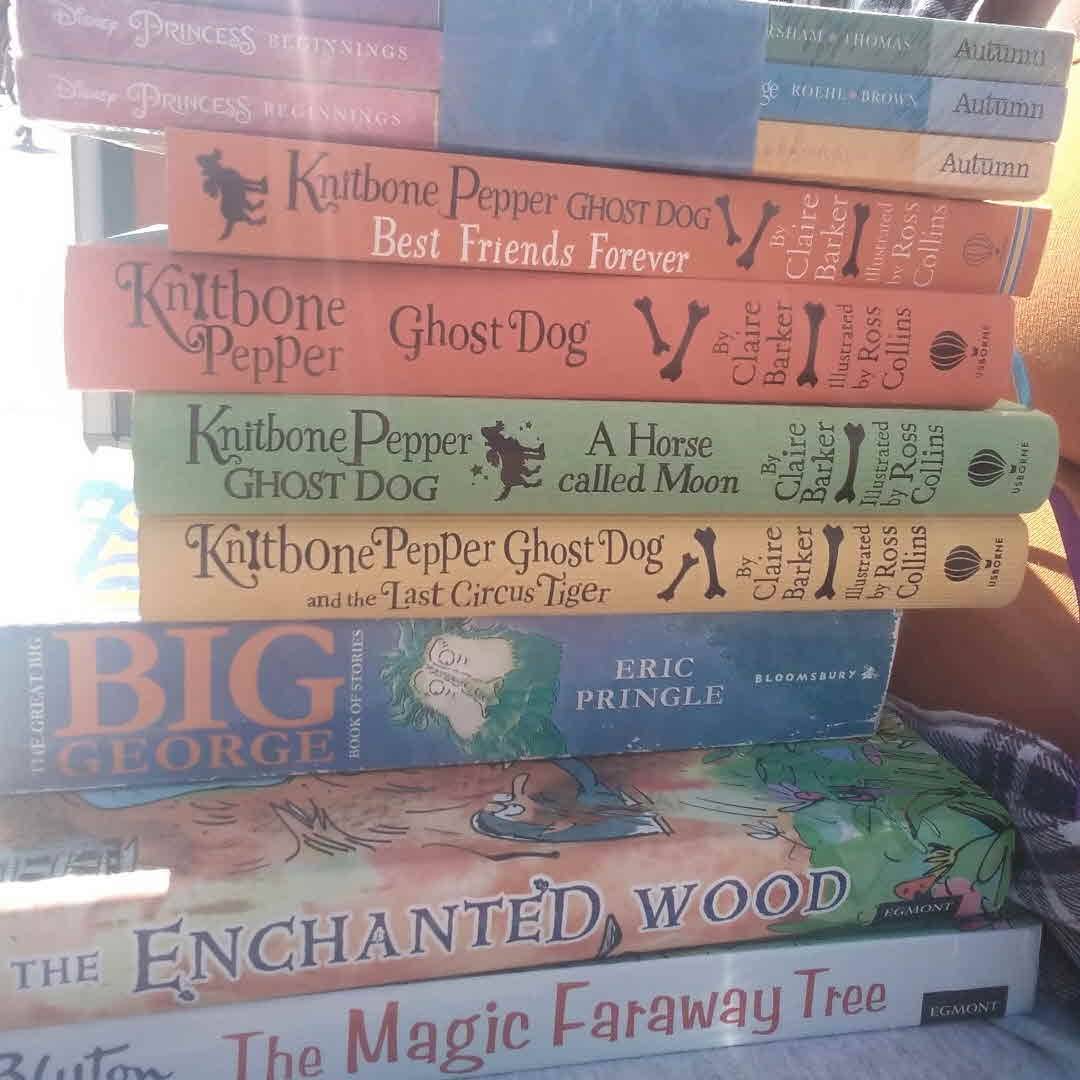 Disney PRINCESS BEGINNINGS RSHAM THOMAS Autumn
Disney PRINCESS BEGINNINGS ge ROEHL BROWN Autumn
Autumn
Knitbone Pepper GHOST DOG
Best Friends Forever
By
Claire
Barker
Illustrated
by Ross
Collins
Knitbone
Pepper
Ghost Dog
By
Claire
Barker
Illustrated
by Ross
Collins
USBORNE
Knitbone Pepper
GHOST DOG
A Horse
called Moon
By
Claire
Barker
Illustrated
by Ross
Collins
USBORNE
Knitbone Pepper Ghost Dog
and the Last Circus Tiger
By
Claire
Barker
Illustrated
by Ross
Collins
USBORNE
THE GREAT BIG
BIG
GEORGE
BOOK OF STORIES
ERIC
PRINGLE
BLOOMSBURY
THE ENCHANTED WOOD
EGMONT
Blyton
The Magic Faraway Tree
EGMONT